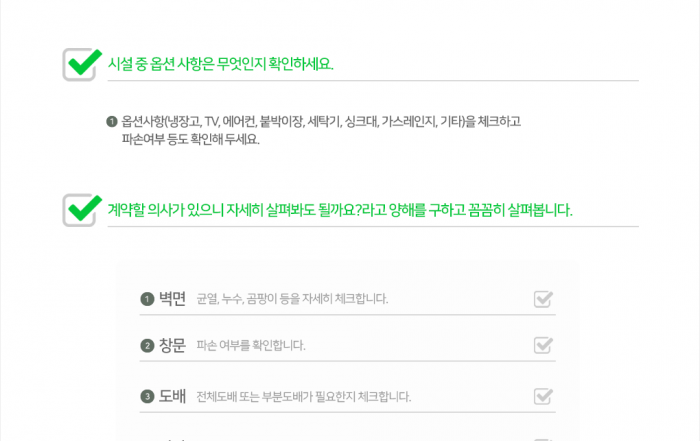 시설 중 옵션 사항은 무엇인지 확인하세요.
1 옵션사항(냉장고, TV, 에어컨, 붙박이장, 세탁기, 싱크대, 가스레인지, 기타)을 체크하고
파손여부 등도 확인해 두세요.
계약할 의사가 있으니 자세히 살펴봐도 될까요?라고 양해를 구하고 꼼꼼히 살펴봅니다.
1 벽면 균열, 누수, 곰팡이 등을 자세히 체크합니다.
2 창문 파손 여부를 확인합니다.
3 도배 전체도배 또는 부분도배가 필요한지 체크합니다.